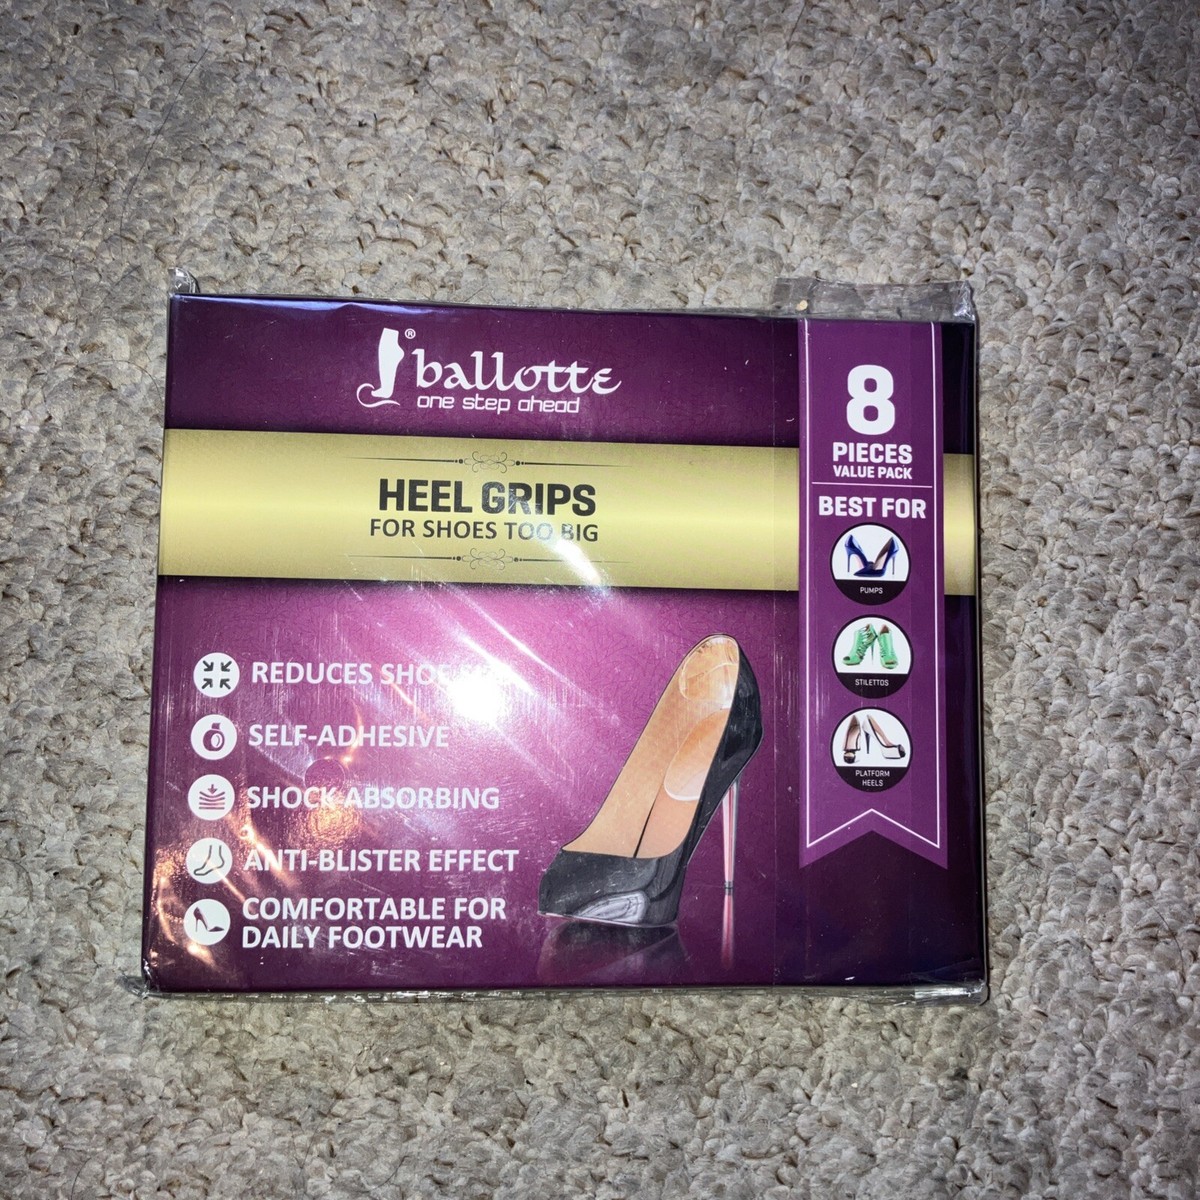 ®
ballotte
one step ahead
HEEL GRIPS
FOR SHOES TOO BIG
REDUCES SHOE
SELF-ADHESIVE
SHOCK ABSORBING
ANTI-BLISTER EFFECT
COMFORTABLE FOR
DAILY FOOTWEAR
8
PIECES
VALUE PACK
BEST FOR
PUMPS
STILETTOS
PLATFORM
HEELS